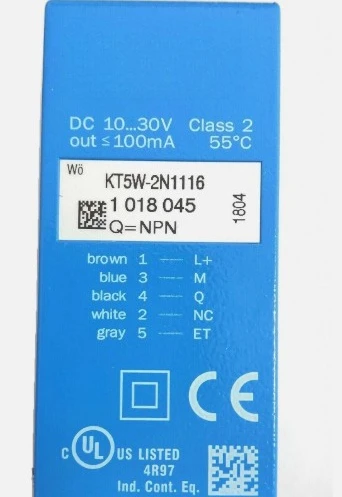 DC 10...30V Class 2
out ≤100mA 55°C
Wö
KT5W-2N1116
1 018 045
Q=NPN
1804
brown 1 L+
blue 3 M
black 4 Q
white 2 NC
gray 5 ET
CE
C UL US LISTED
4R97
Ind. Cont. Eq.